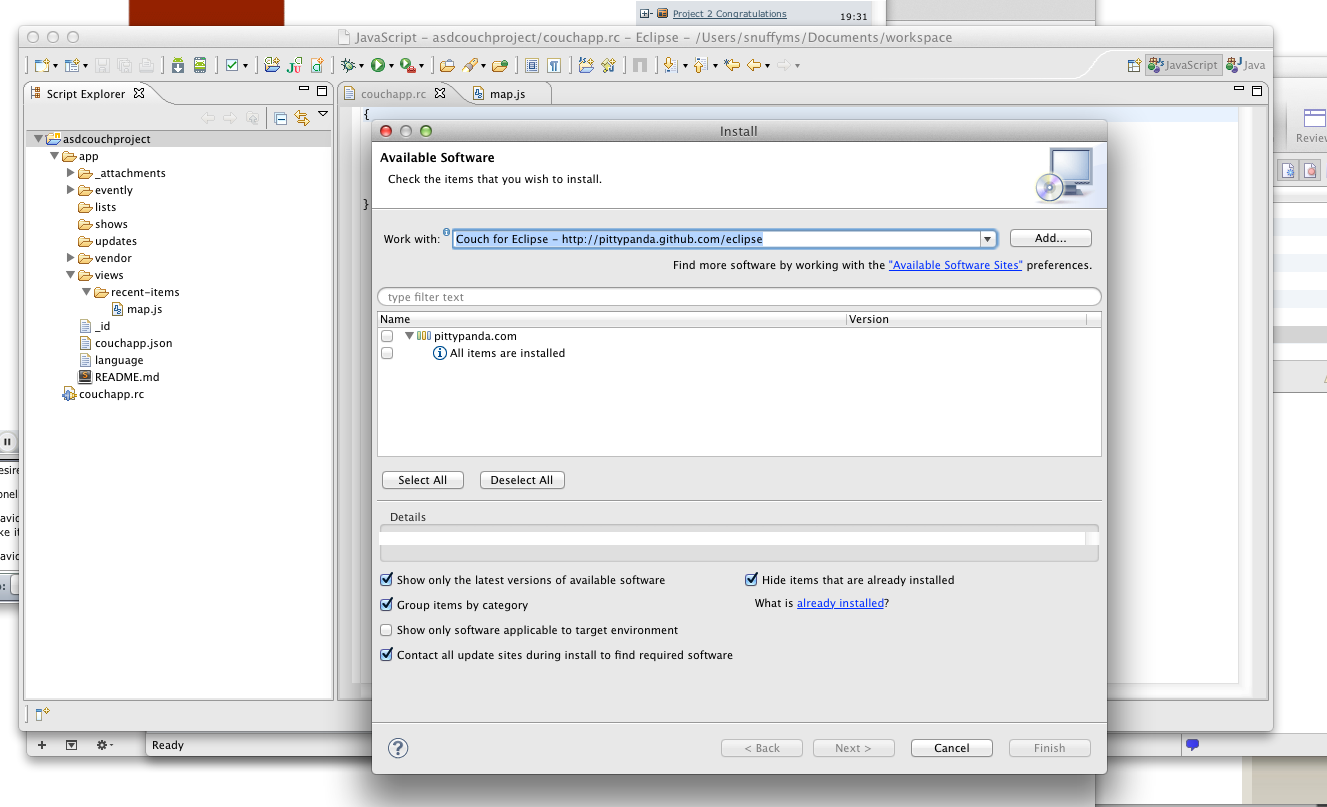 Project 2 Congratulations
19:31
JavaScript - asdcouchproject/couchapp.rc - Eclipse - /Users/snuffyms/Documents/workspace
JavaScript
Java
Script Explorer
couchapp.rc
map.js
asdcouchproject
app
_attachments
evently
lists
shows
updates
vendor
views
recent-items
map.js
_id
couchapp.json
language
README.md
couchapp.rc
{
}
Install
Available Software
Check the items that you wish to install.
Work with:
Couch for Eclipse - http://pittypanda.github.com/eclipse
Add...
Find more software by working with the "Available Software Sites" preferences.
type filter text
Name
Version
pittypanda.com
All items are installed
Select All
Deselect All
Details
Show only the latest versions of available software
Hide items that are already installed
Group items by category
What is already installed?
Show only software applicable to target environment
Contact all update sites during install to find required software
< Back
Next >
Cancel
Finish
Ready